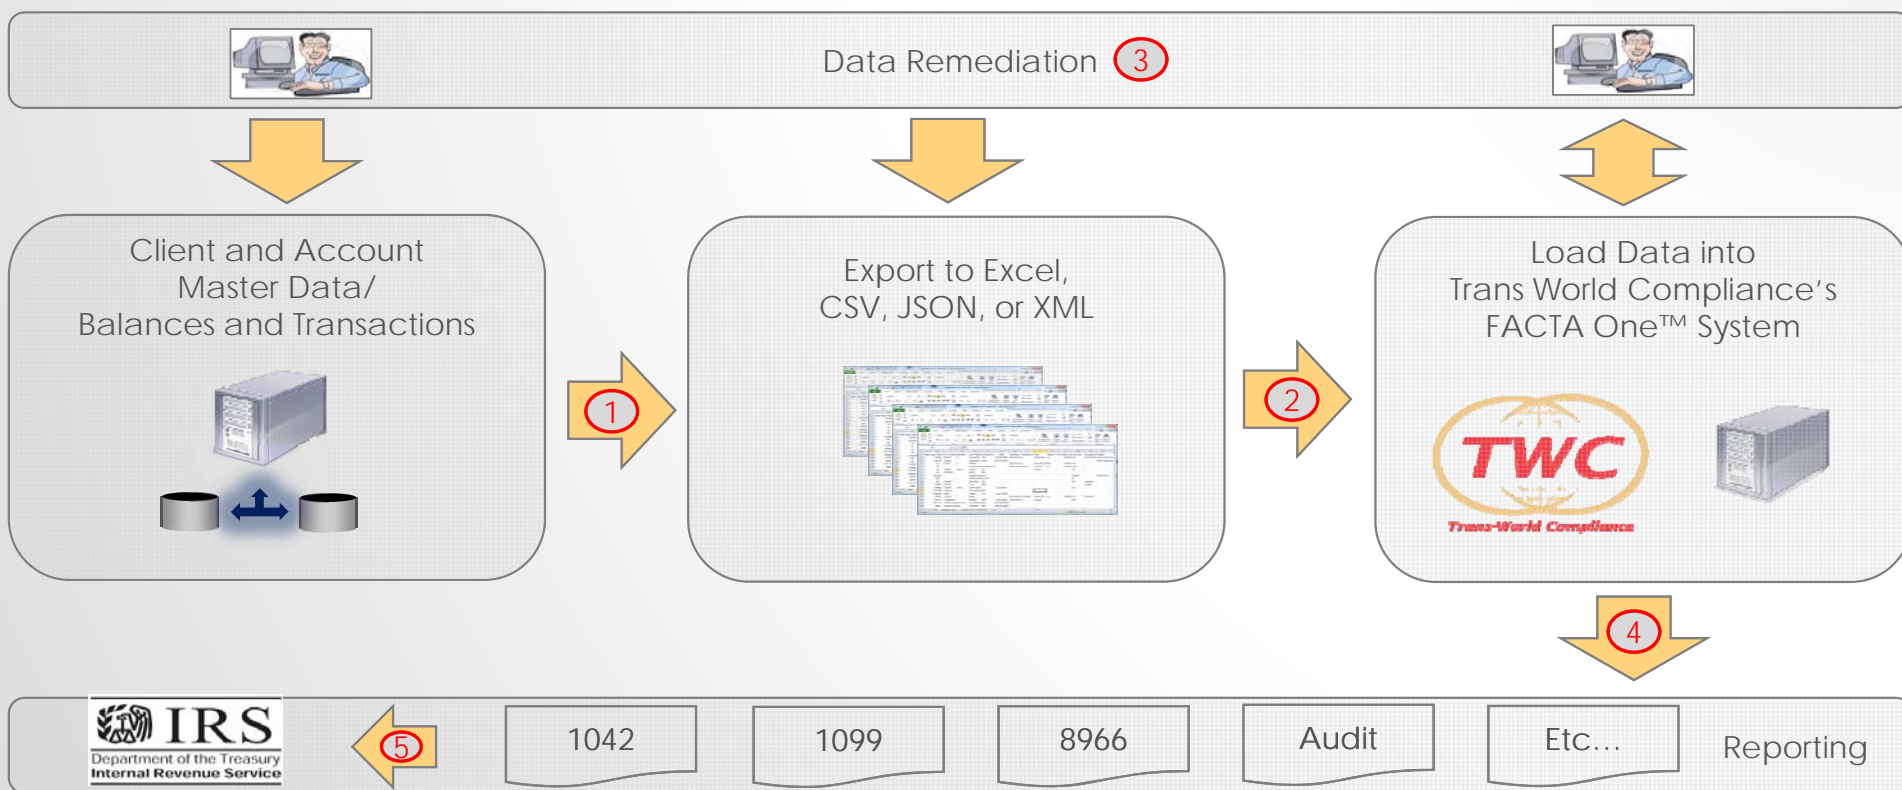 Data Remediation 3
Client and Account
Master Data/
Balances and Transactions
1
Export to Excel,
CSV, JSON, or XML
2
Load Data into
Trans World Compliance’s
FACTA One™ System
TWC
Trans-World Compliance
4
IRS
Department of the Treasury
Internal Revenue Service
5
1042
1099
8966
Audit
Etc...
Reporting